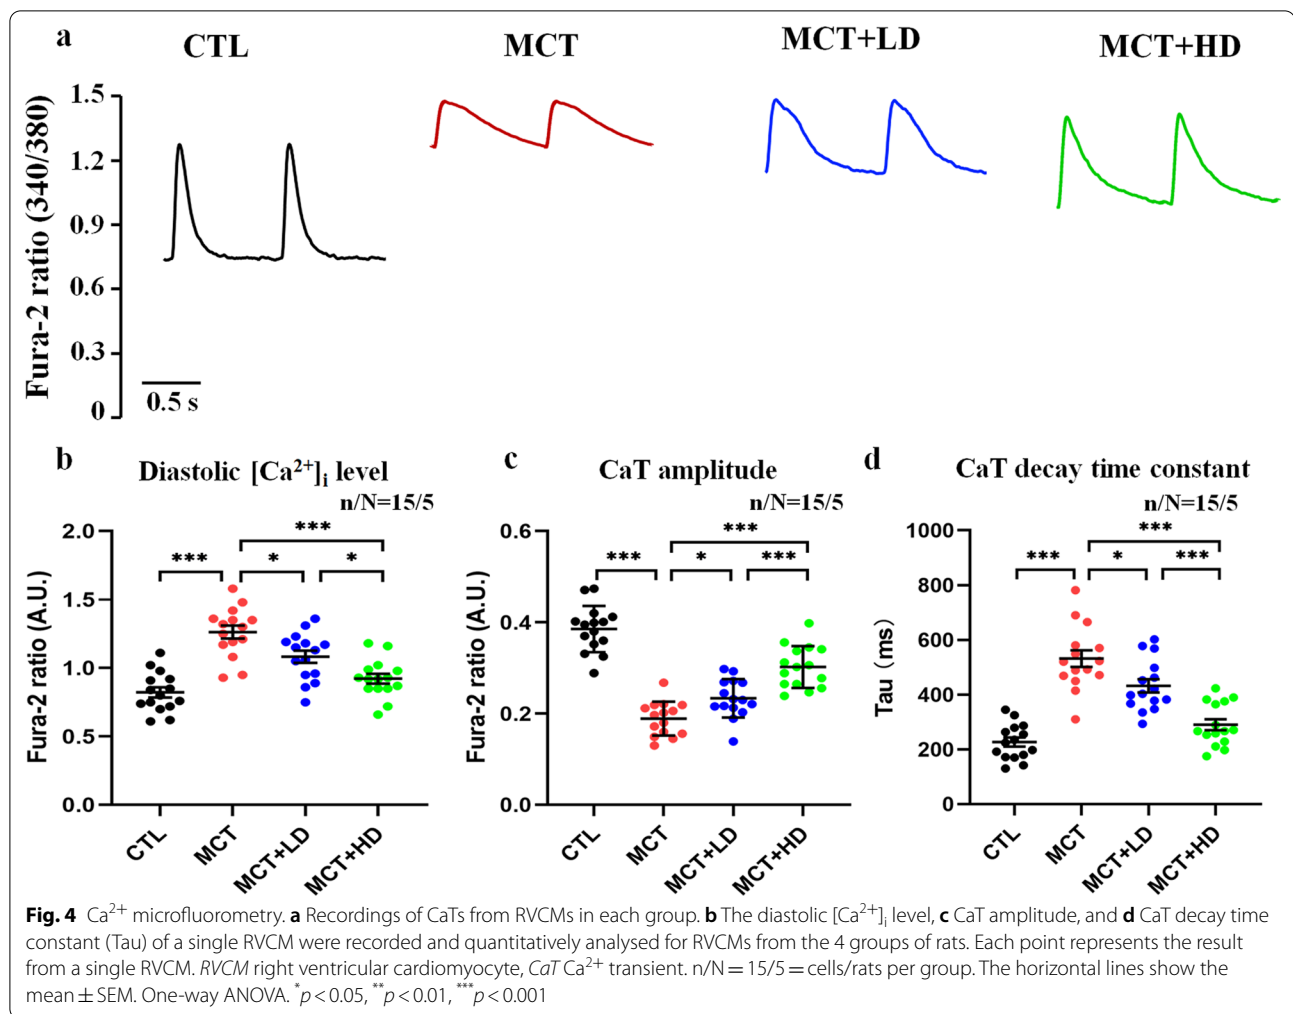 a
CTL
MCT
MCT+LD
MCT+HD
Fura-2 ratio (340/380)
1.5
1.2
0.9
0.6
0.3
0
0.5 s
b
Diastolic [Ca²⁺]ᵢ level
n/N=15/5
***
***
*
*
Fura-2 ratio (A.U.)
2.0
1.5
1.0
0.5
0.0
CTL
MCT
MCT+LD
MCT+HD
c
CaT amplitude
n/N=15/5
***
***
*
***
Fura-2 ratio (A.U.)
0.6
0.4
0.2
0.0
CTL
MCT
MCT+LD
MCT+HD
d
CaT decay time constant
n/N=15/5
***
***
*
***
Tau（ms）
1000
800
600
400
200
0
CTL
MCT
MCT+LD
MCT+HD
Fig. 4 Ca²⁺ microfluorometry. a Recordings of CaTs from RVCMs in each group. b The diastolic [Ca²⁺]ᵢ level, c CaT amplitude, and d CaT decay time
constant (Tau) of a single RVCM were recorded and quantitatively analysed for RVCMs from the 4 groups of rats. Each point represents the result
from a single RVCM. RVCM right ventricular cardiomyocyte, CaT Ca²⁺ transient. n/N = 15/5 = cells/rats per group. The horizontal lines show the
mean ± SEM. One-way ANOVA. *p < 0.05, **p < 0.01, ***p < 0.001